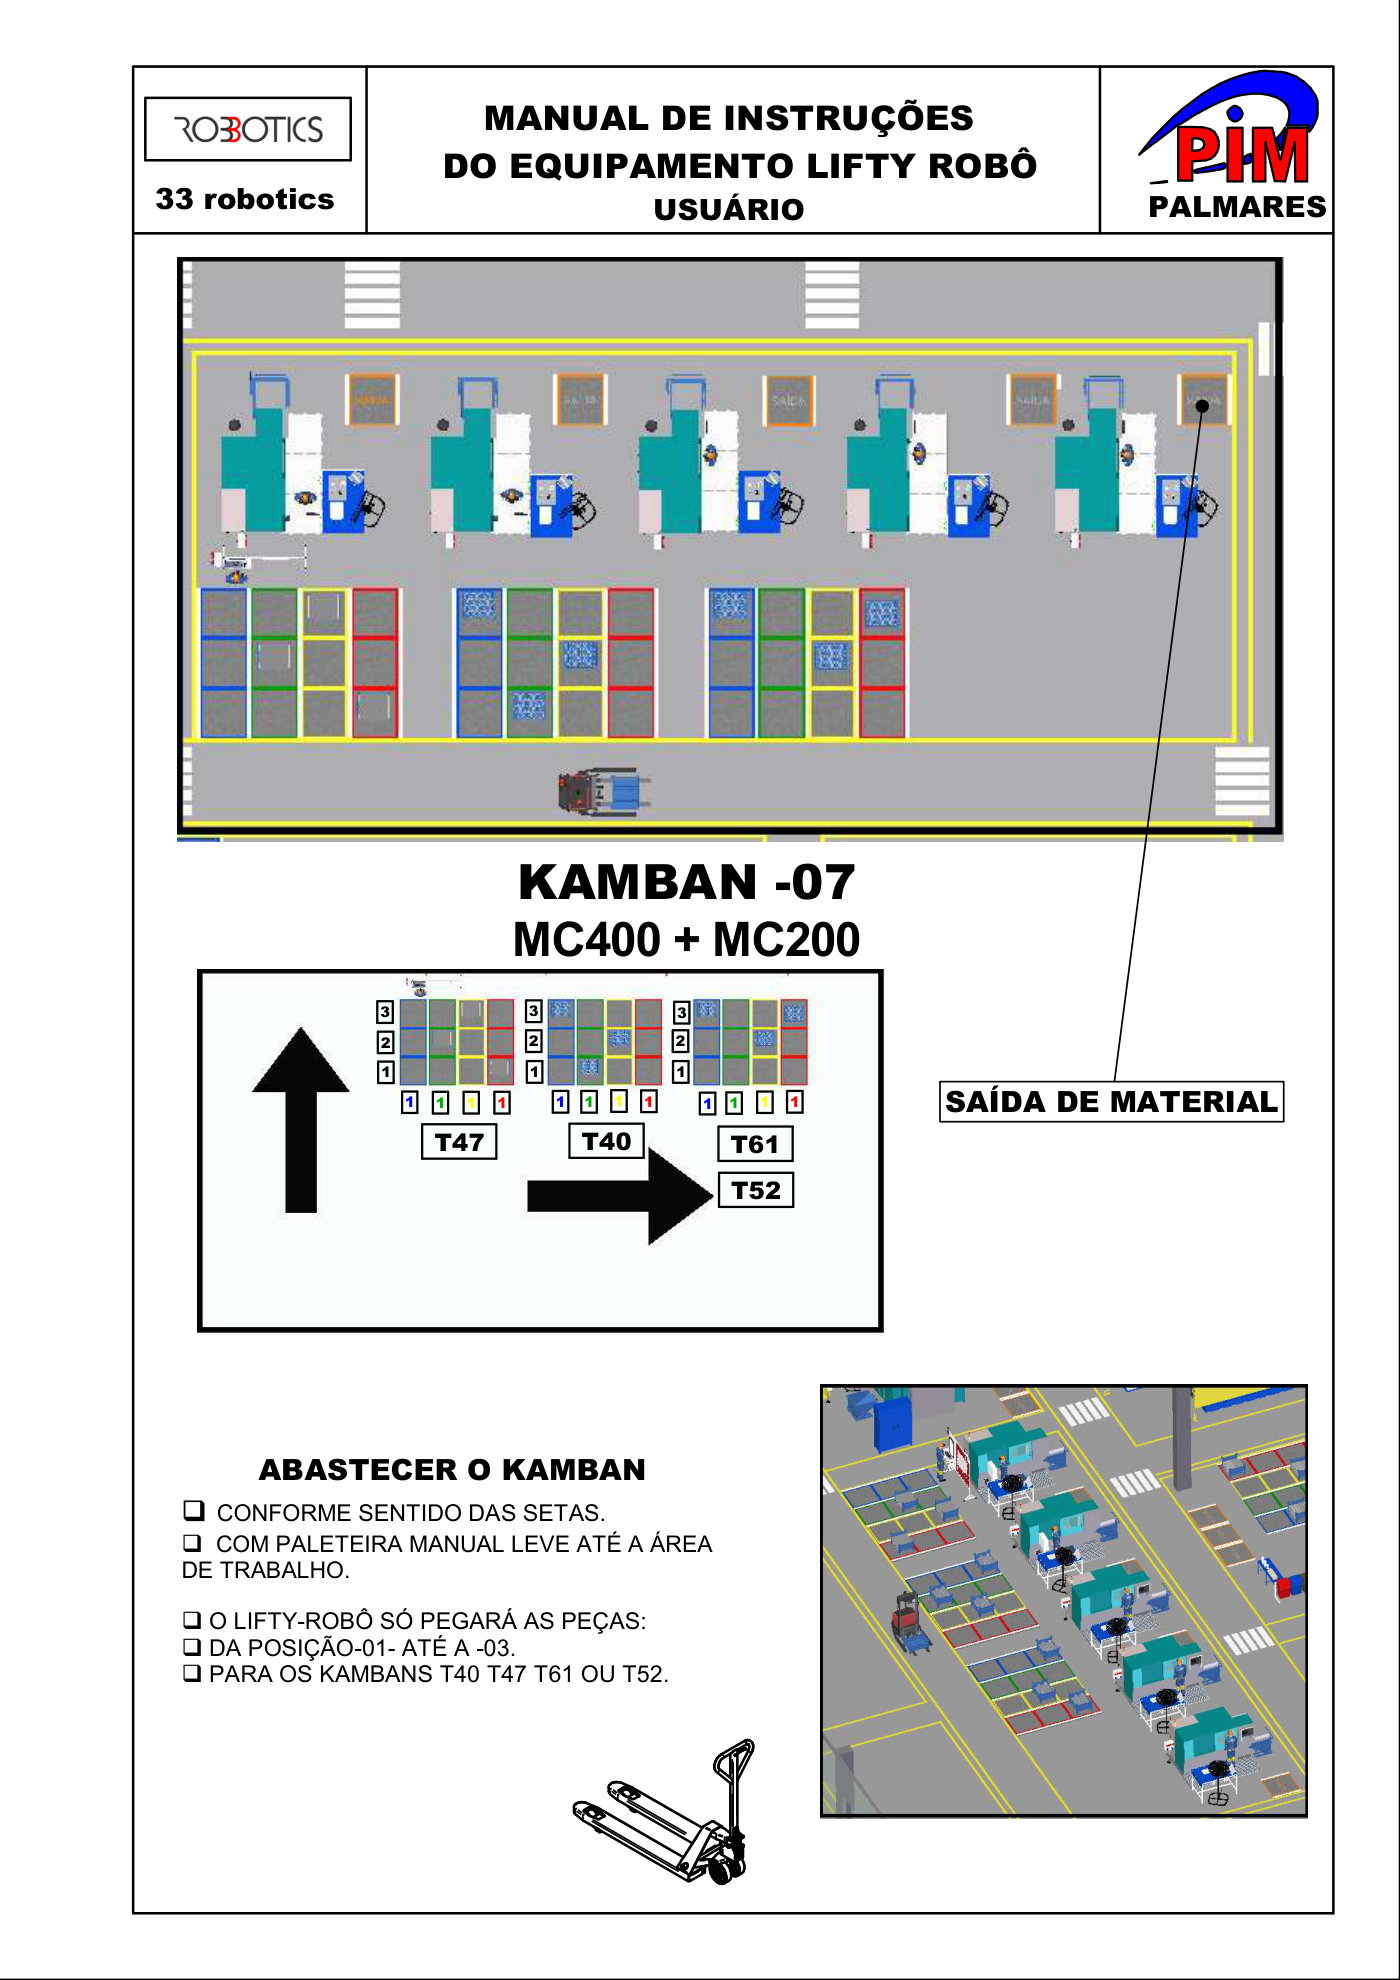 ROBBOTICS
33 robotics
MANUAL DE INSTRUÇÕES
DO EQUIPAMENTO LIFTY ROBÔ
USUÁRIO
PIM
PALMARES
SAÍDA
SAÍDA
SAÍDA
KAMBAN -07
MC400 + MC200
3
3
3
2
2
2
1
1
1
1 1 1 1
1 1 1 1
1 1 1 1
T47
T40
T61
T52
SAÍDA DE MATERIAL
ABASTECER O KAMBAN
❑ CONFORME SENTIDO DAS SETAS.
❑ COM PALETEIRA MANUAL LEVE ATÉ A ÁREA
DE TRABALHO.
❑ O LIFTY-ROBÔ SÓ PEGARÁ AS PEÇAS:
❑ DA POSIÇÃO-01- ATÉ A -03.
❑ PARA OS KAMBANS T40 T47 T61 OU T52.